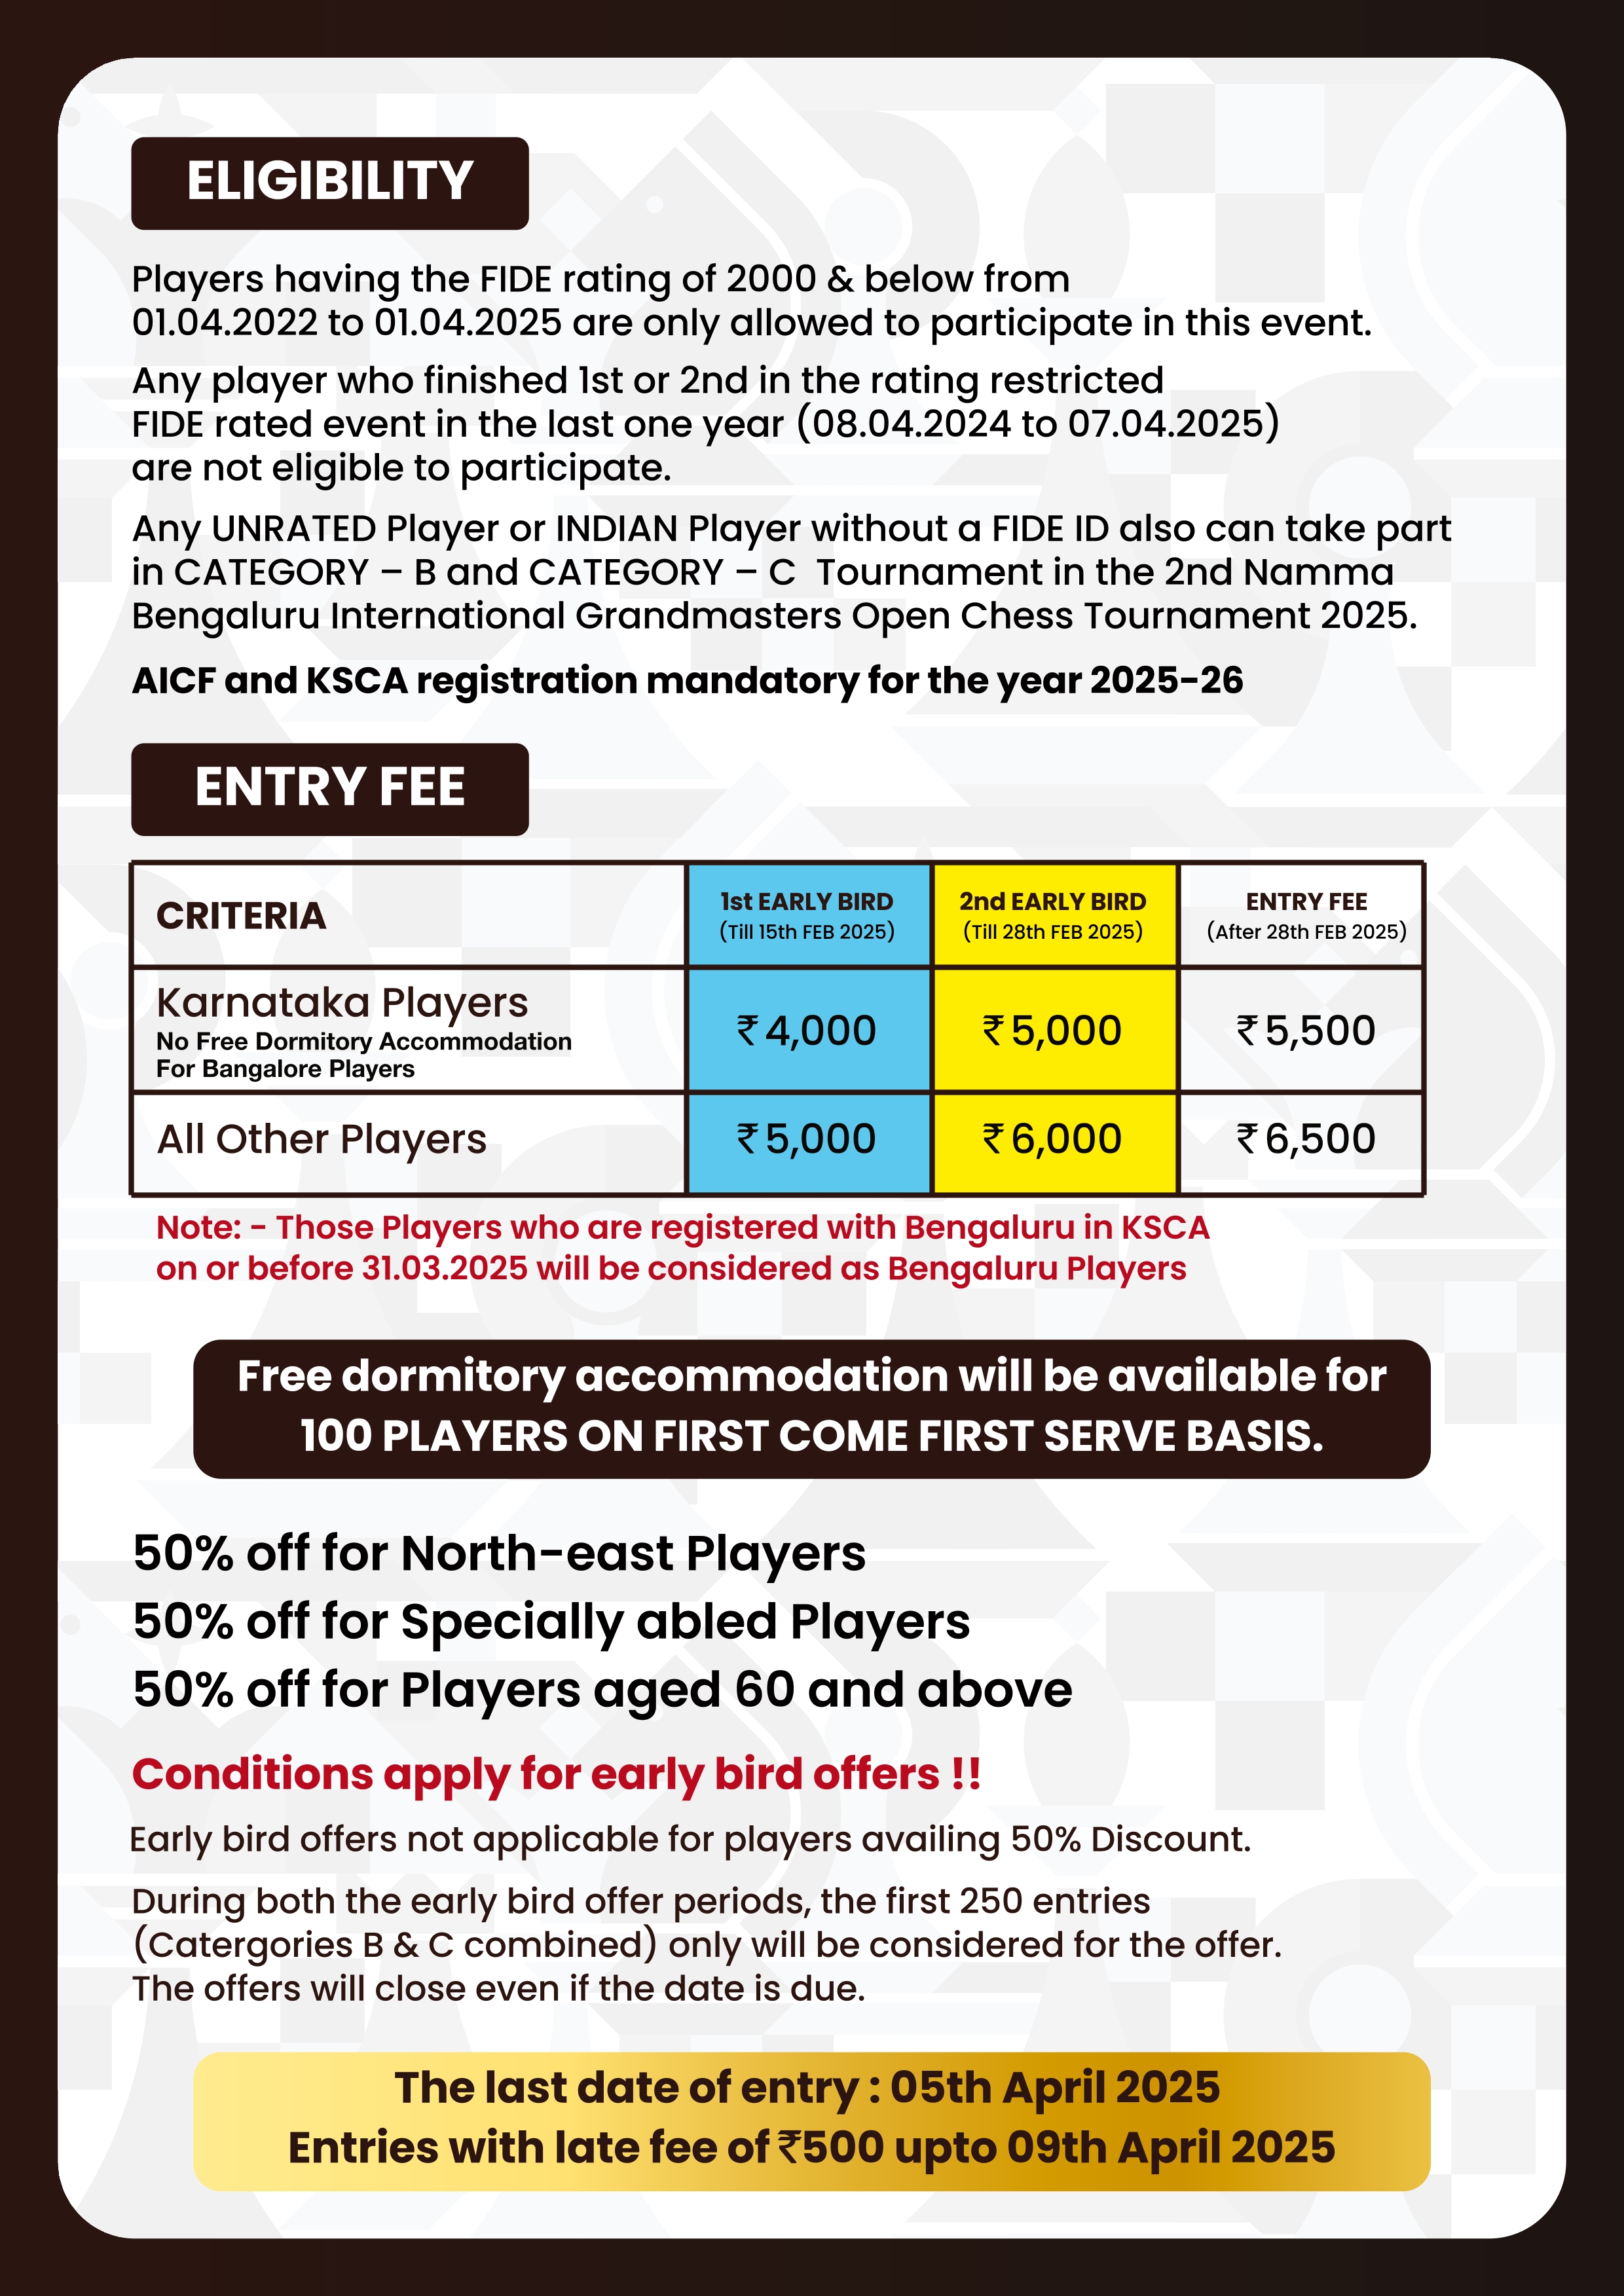 ELIGIBILITY
Players having the FIDE rating of 2000 & below from
01.04.2022 to 01.04.2025 are only allowed to participate in this event.
Any player who finished 1st or 2nd in the rating restricted
FIDE rated event in the last one year (08.04.2024 to 07.04.2025)
are not eligible to participate.
Any UNRATED Player or INDIAN Player without a FIDE ID also can take part
in CATEGORY – B and CATEGORY – C Tournament in the 2nd Namma
Bengaluru International Grandmasters Open Chess Tournament 2025.
AICF and KSCA registration mandatory for the year 2025-26
ENTRY FEE
CRITERIA
1st EARLY BIRD
(Till 15th FEB 2025)
2nd EARLY BIRD
(Till 28th FEB 2025)
ENTRY FEE
(After 28th FEB 2025)
Karnataka Players
No Free Dormitory Accommodation
For Bangalore Players
₹4,000
₹5,000
₹5,500
All Other Players
₹5,000
₹6,000
₹6,500
Note: - Those Players who are registered with Bengaluru in KSCA
on or before 31.03.2025 will be considered as Bengaluru Players
Free dormitory accommodation will be available for
100 PLAYERS ON FIRST COME FIRST SERVE BASIS.
50% off for North-east Players
50% off for Specially abled Players
50% off for Players aged 60 and above
Conditions apply for early bird offers !!
Early bird offers not applicable for players availing 50% Discount.
During both the early bird offer periods, the first 250 entries
(Catergories B & C combined) only will be considered for the offer.
The offers will close even if the date is due.
The last date of entry : 05th April 2025
Entries with late fee of ₹500 upto 09th April 2025